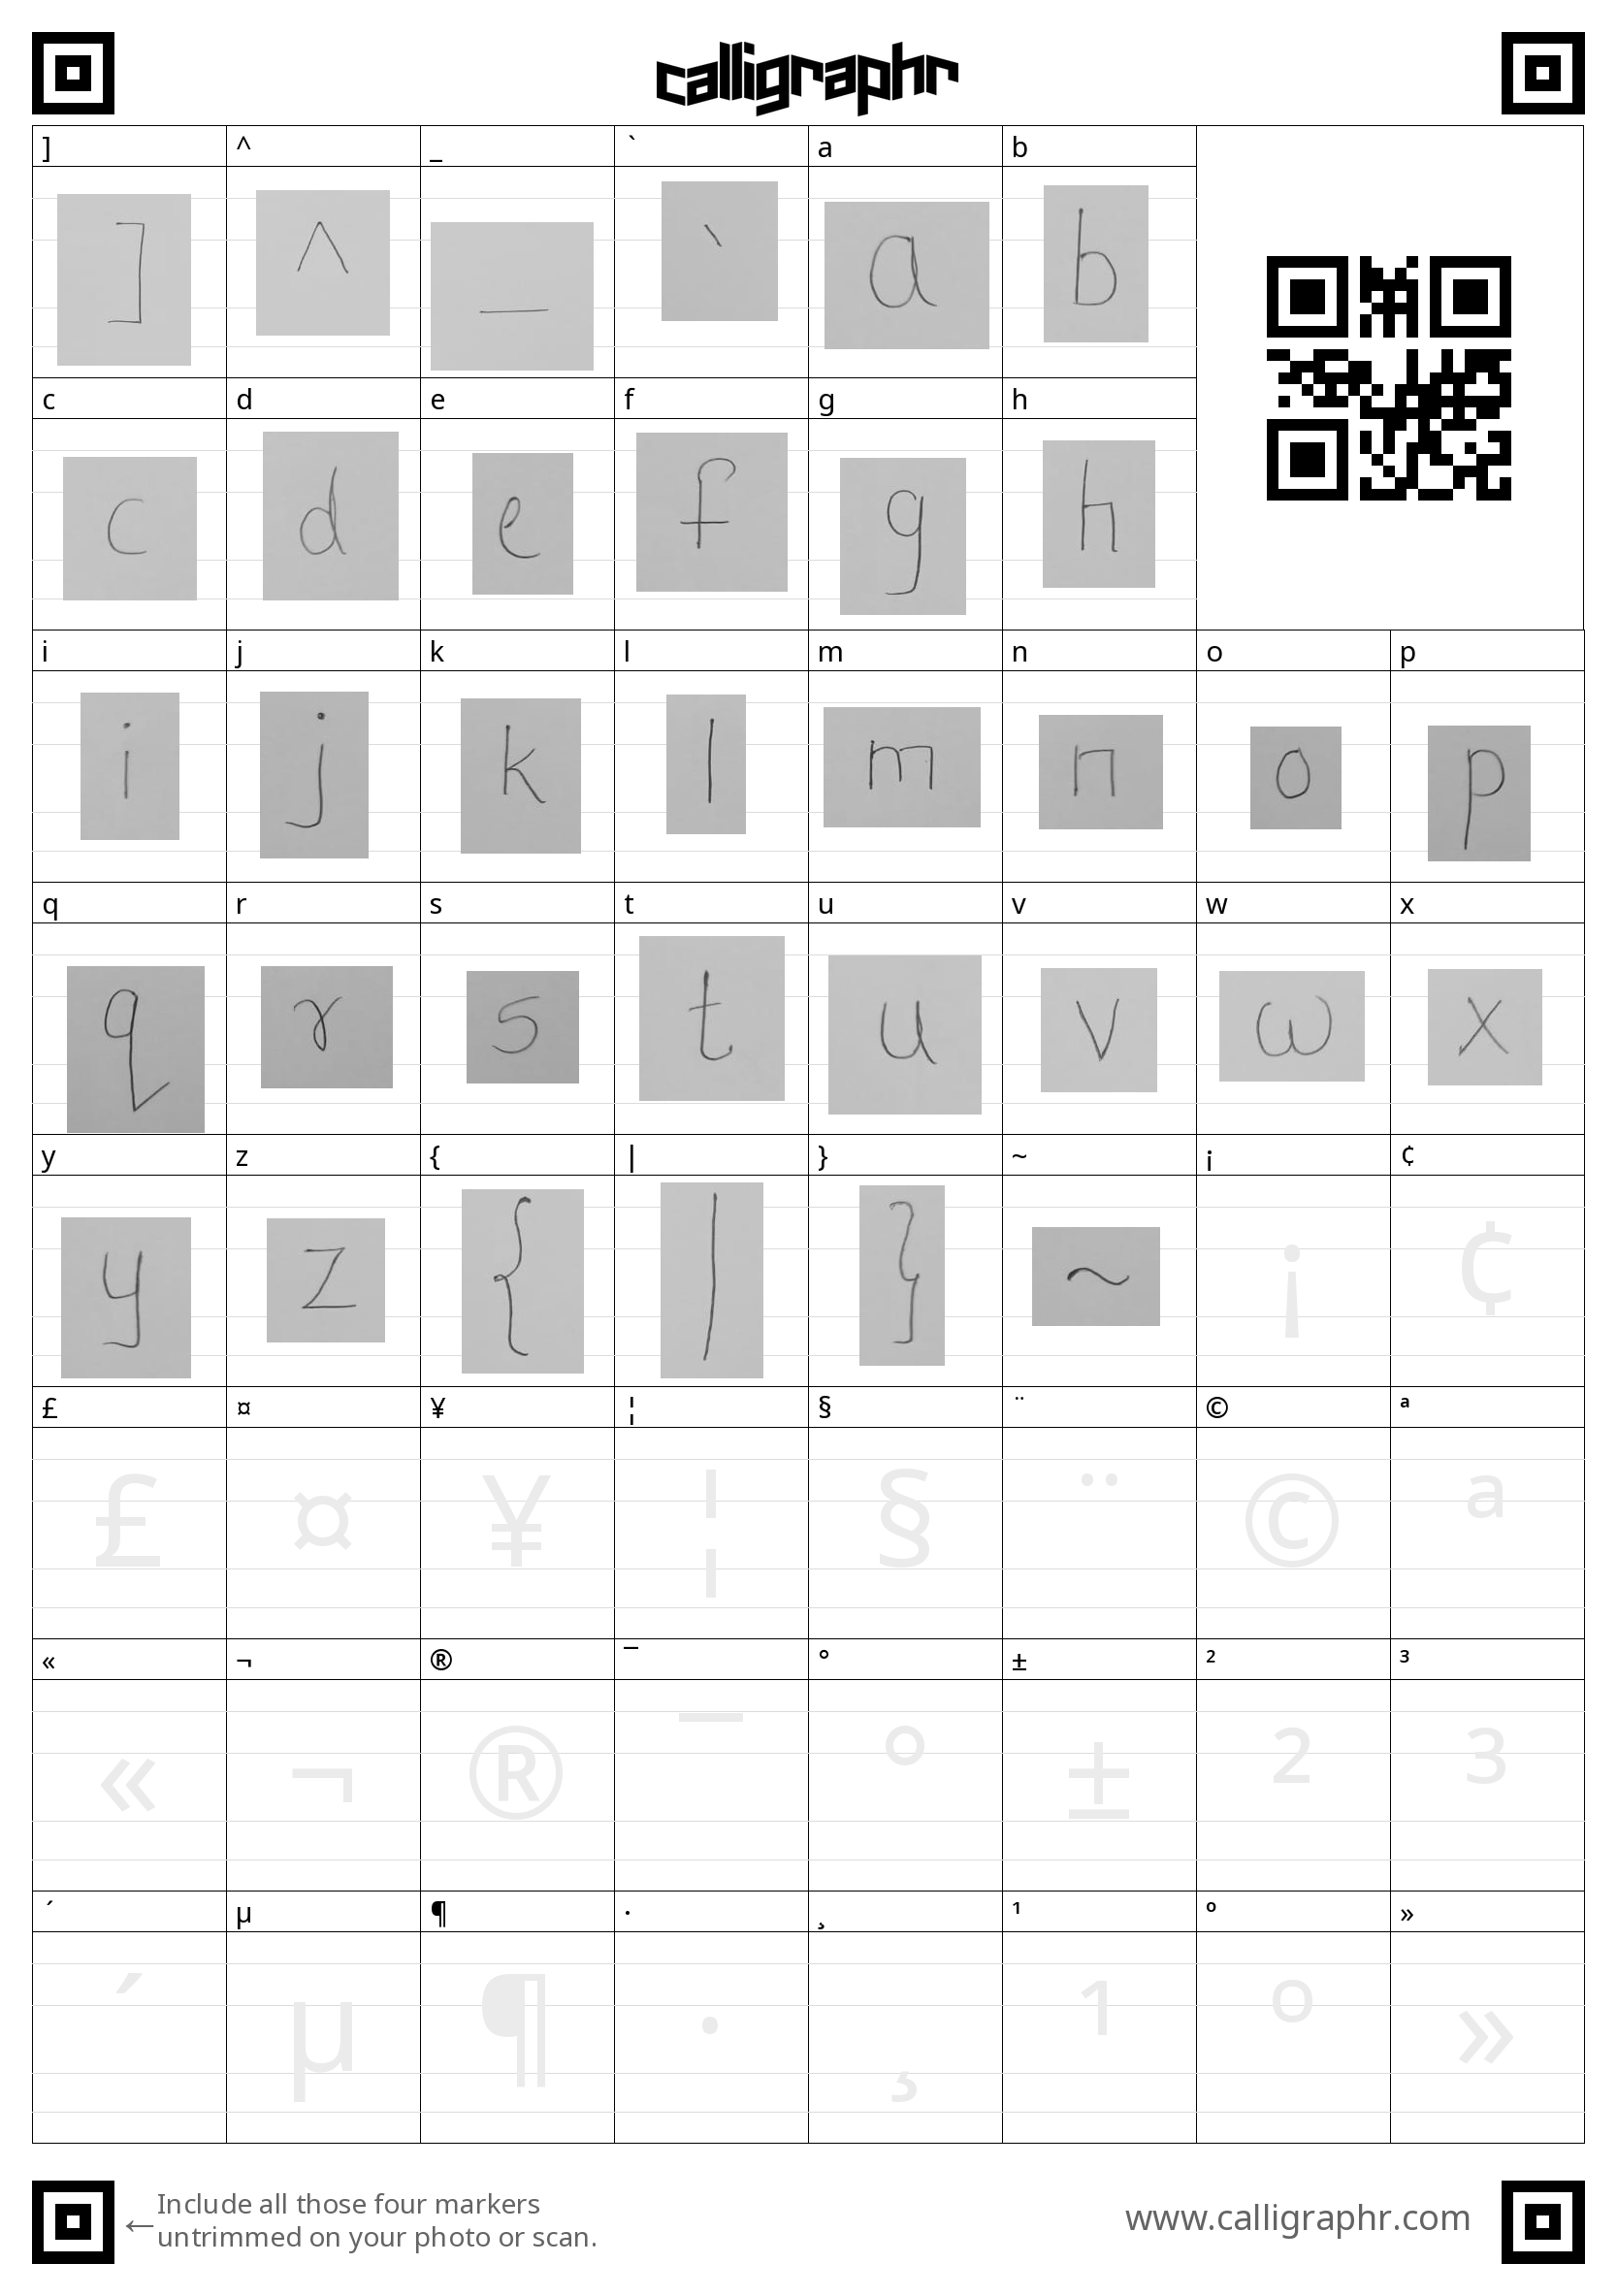 calligraphr
] ^ _ ` a b
] ^ _ ` a b
c d e f g h
c d e f g h
i j k l m n o p
i j k l m n o p
q r s t u v w x
q r s t u v w x
y z { | } ~ ¡ ¢
y z { | } ~ ¡ ¢
£ ¤ ¥ ¦ § ¨ © ª
£ ¤ ¥ ¦ § ¨ © ª
« ¬ ® ¯ ° ± ² ³
« ¬ ® ¯ ° ± ² ³
´ µ ¶ · ¸ ¹ º »
´ µ ¶ · ¸ ¹ º »
←Include all those four markers
untrimmed on your photo or scan.
www.calligraphr.com